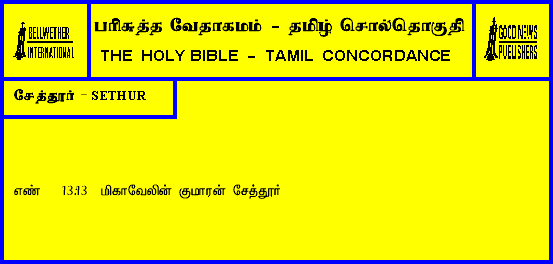 BELLWETHER
INTERNATIONAL
பரிசுத்த வேதாகமம் - தமிழ் சொல்தொகுதி
THE HOLY BIBLE - TAMIL CONCORDANCE
GOOD NEWS
PUBLISHERS
சேத்தூர் - SETHUR
எண் 13:13 மிகாவேலின் குமாரன் சேத்தூர்